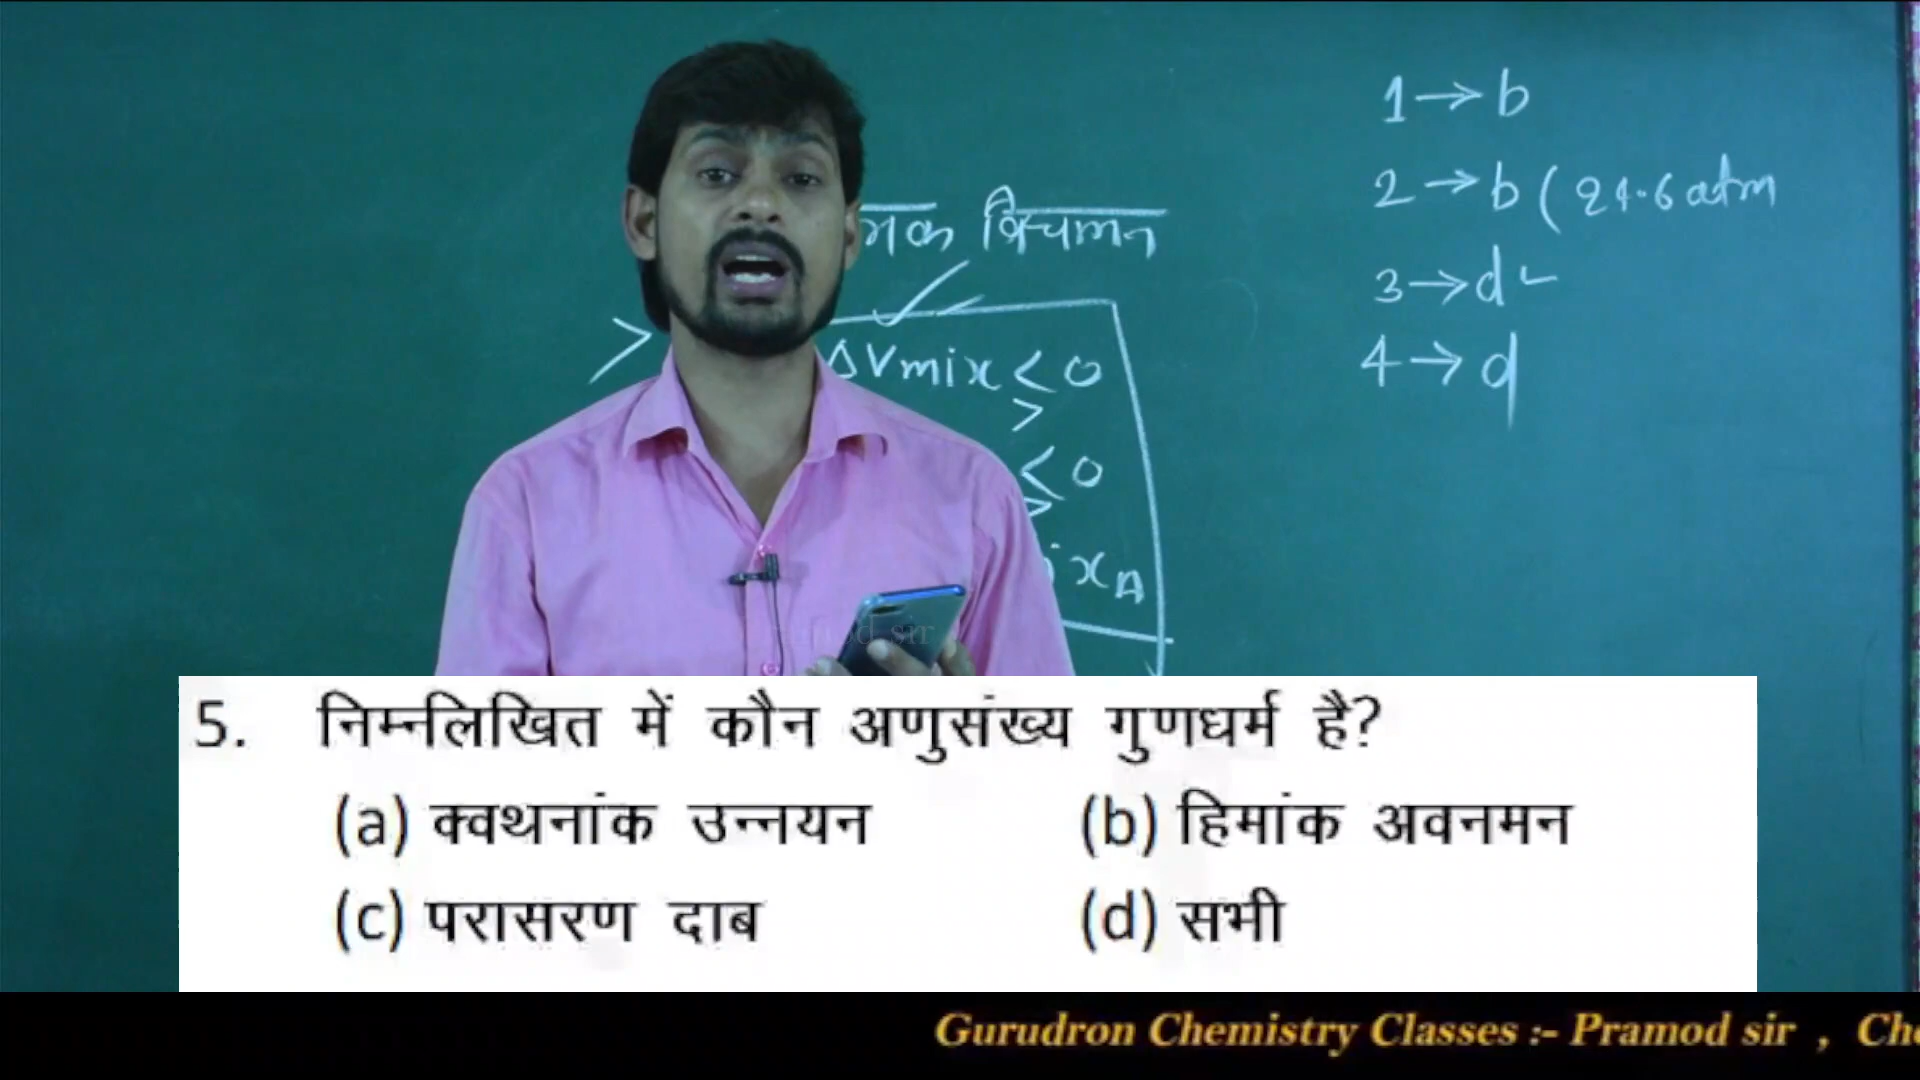 1→b
2→b (24.6 atm
3→d
4→d
विचलन
ΔVmix<0
>
<0
>
xA
5. निम्नलिखित में कौन अणुसंख्य गुणधर्म है?
(a) क्वथनांक उन्नयन (b) हिमांक अवनमन
(c) परासरण दाब (d) सभी
Gurudron Chemistry Classes :- Pramod sir ,